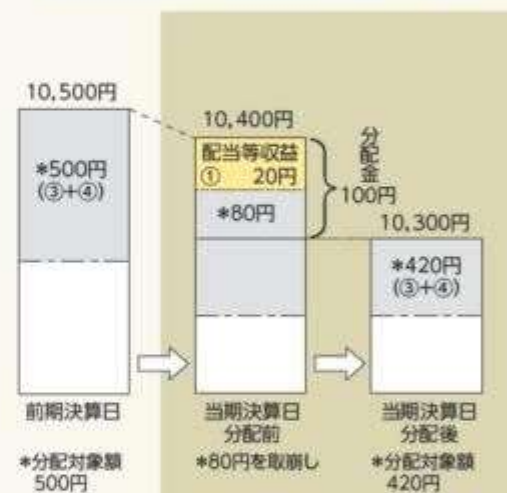 10,500円
*500円
(③+④)
前期決算日
*分配対象額
500円
10,400円
配当等収益
① 20円
*80円
分配金
100円
当期決算日
分配前
*80円を取崩し
10,300円
*420円
(③+④)
当期決算日
分配後
*分配対象額
420円